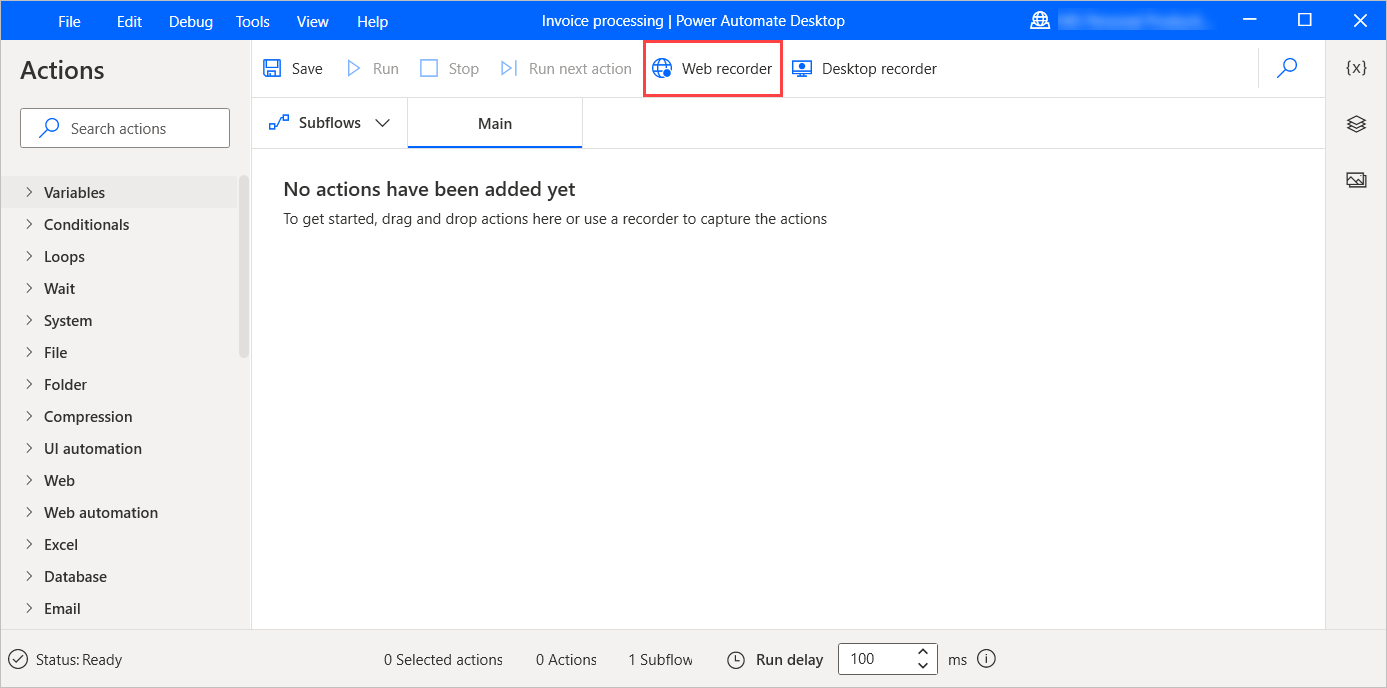 File Edit Debug Tools View Help Invoice processing | Power Automate Desktop
Actions
Save Run Stop Run next action Web recorder Desktop recorder {x}
Search actions
Subflows Main
No actions have been added yet
To get started, drag and drop actions here or use a recorder to capture the actions
Variables
Conditionals
Loops
Wait
System
File
Folder
Compression
UI automation
Web
Web automation
Excel
Database
Email
Status: Ready 0 Selected actions 0 Actions 1 Subflow Run delay 100 ms